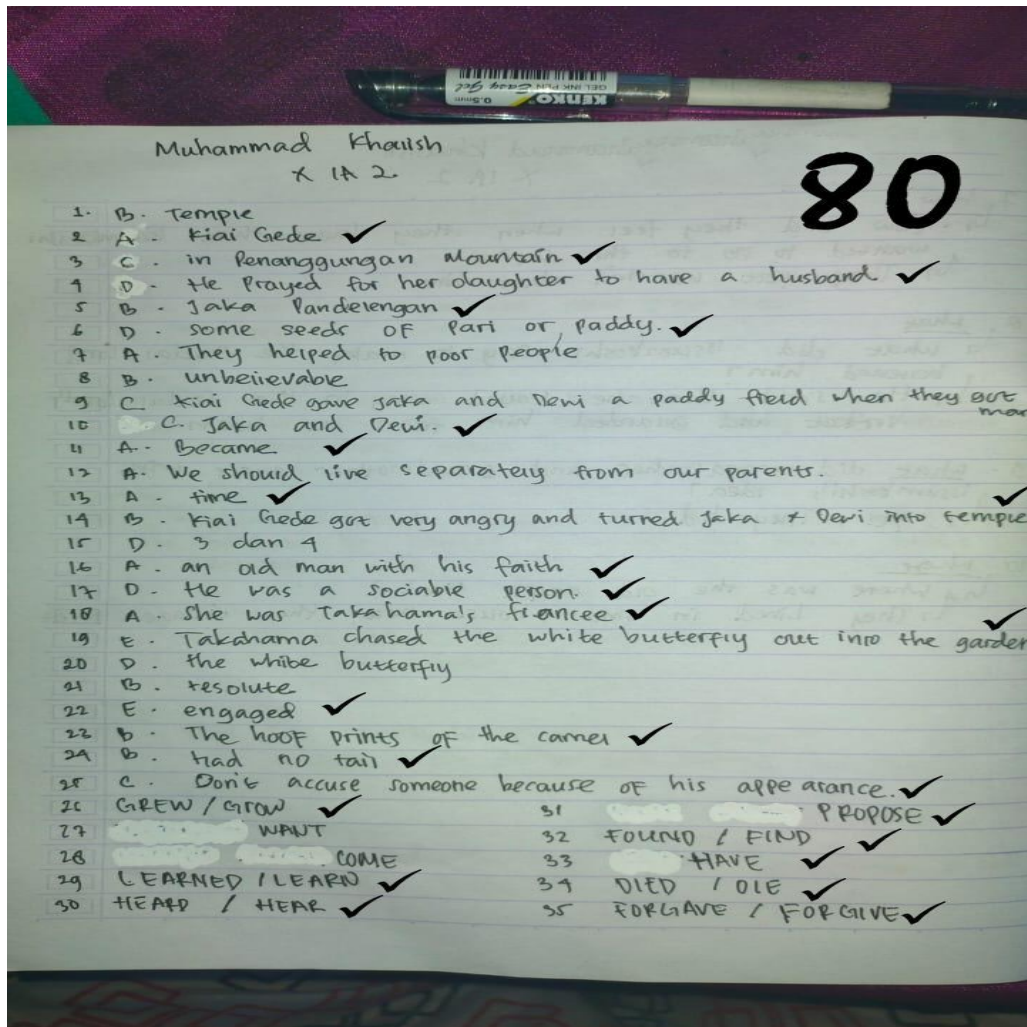 GEL INK PEN Easy Gel
0.5mm KENKO
Muhammad Kharish
X IA 2.
80
1. B. Temple
2 A. Kiai Gede ✓
3 C. in Penanggungan Mountain ✓
4 D. He Prayed for her daughter to have a husband ✓
5 B. Jaka Pandelengan ✓
6 D. Some seeds OF Pari or paddy. ✓
7 A They helped to poor people
8 B. unbelievable
9 C Kiai Gede gave Jaka and Dewi a paddy field when they got mar
10 C. Jaka and Dewi. ✓
11 A. Became ✓
12 A. We should live separately from our parents.
13 A. time ✓
14 B. Kiai Gede got very angry and turned Jaka & Dewi into temple ✓
15 D. 3 dan 4
16 A. an old man with his faith ✓
17 D. He was a sociable person. ✓
18 A She was Takahama's fiancee ✓
19 E. Takahama chased the white butterfly out into the garden ✓
20 D. the white butterfly
21 B. resolute
22 E. engaged ✓
23 B. The hoof prints of the camel ✓
24 B. had no tail ✓
25 C. Don't accuse someone because OF his appearance. ✓
26 GREW / GROW ✓
27 WANT
28 COME
29 LEARNED / LEARN ✓
30 HEARD / HEAR ✓
31 PROPOSE ✓
32 FOUND / FIND ✓
33 HAVE ✓
34 DIED / DIE ✓
35 FORGAVE / FORGIVE ✓